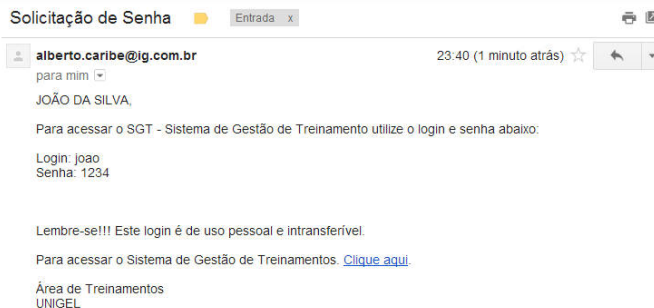 Solicitação de Senha Entrada x
alberto.caribe@ig.com.br 23:40 (1 minuto atrás)
para mim
JOÃO DA SILVA,
Para acessar o SGT - Sistema de Gestão de Treinamento utilize o login e senha abaixo:
Login: joao
Senha: 1234
Lembre-se!!! Este login é de uso pessoal e intransferível.
Para acessar o Sistema de Gestão de Treinamentos. Clique aqui.
Área de Treinamentos
UNIGEL